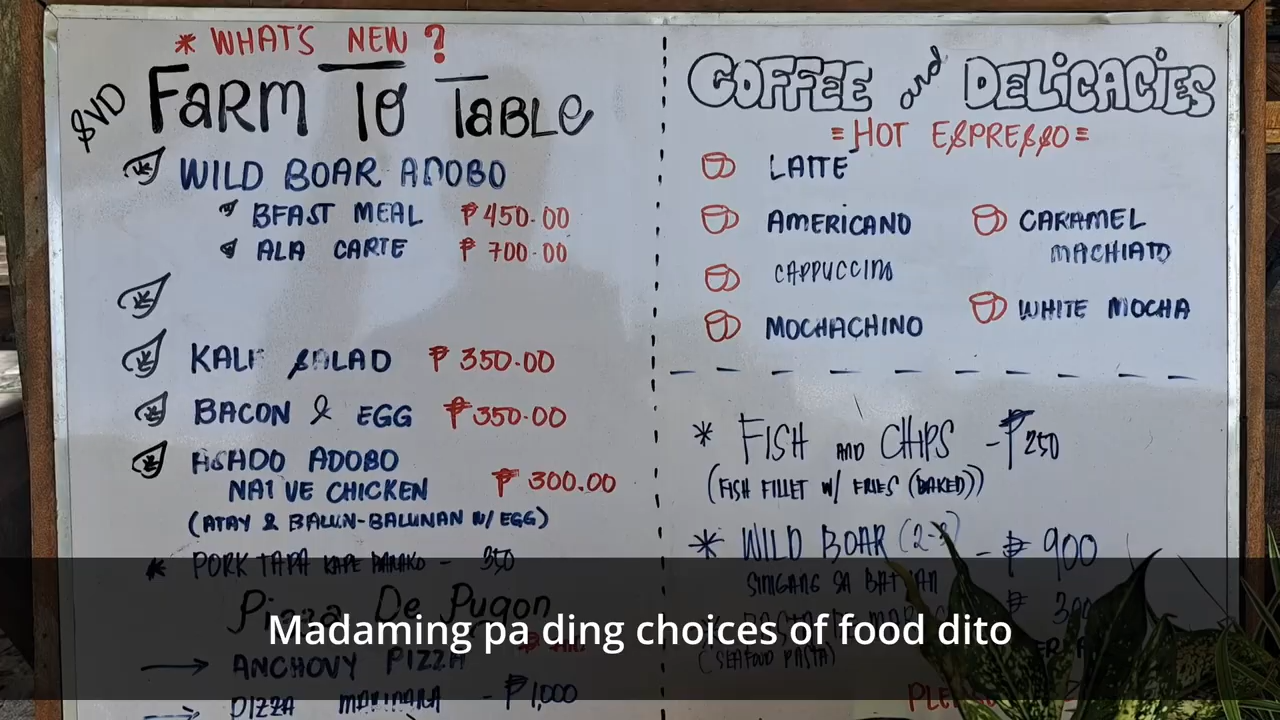 * WHAT'S NEW?
SVD FARM TO TABLE
WILD BOAR ADOBO
BFAST MEAL ₱450.00
ALA CARTE ₱ 700.00
KALE SALAD ₱ 350.00
BACON & EGG ₱350.00
ADOBO
NATIVE CHICKEN ₱ 300.00
(ATAY & BALUN-BALUNAN W/ EGG)
* PORK TAPA KAPE BARAKO - 350
Pizza De Pugon
→ ANCHOVY PIZZA
→ PIZZA MARINARA - ₱1,000
COFFEE and DELICACIES
=HOT ESPRESSO=
LATTE
AMERICANO
CAPPUCCINO
MOCHACHINO
CARAMEL
MACHIATO
WHITE MOCHA
* FISH AND CHIPS - ₱250
(FISH FILLET W/ FRIES (BAKED))
* WILD BOAR - ₱ 900
SINIGANG SA BATUAN
₱ 300
(SEAFOOD PASTA)
Madaming pa ding choices of food dito